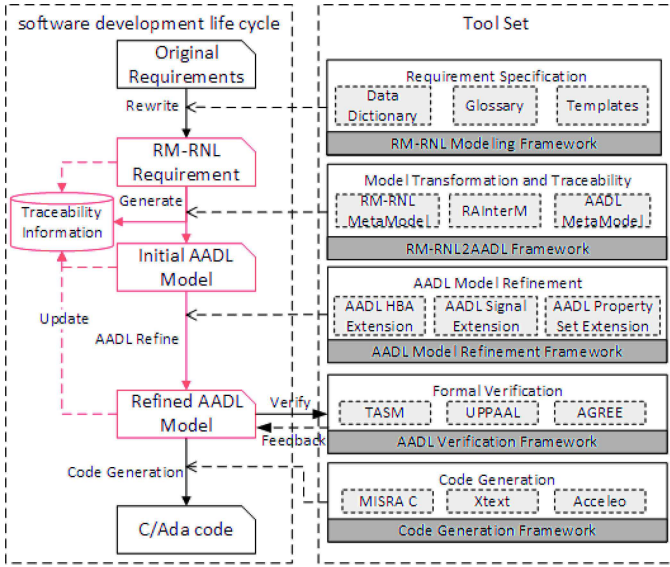 software development life cycle
Original
Requirements
Rewrite
RM-RNL
Requirement
Generate
Traceability
Information
Initial AADL
Model
Update
AADL Refine
Refined AADL
Model
Verify
Feedback
Code Generation
C/Ada code
Tool Set
Requirement Specification
Data
Dictionary
Glossary
Templates
RM-RNL Modeling Framework
Model Transformation and Traceability
RM-RNL
MetaModel
RAInterM
AADL
MetaModel
RM-RNL2AADL Framework
AADL Model Refinement
AADL HBA
Extension
AADL Signal
Extension
AADL Property
Set Extension
AADL Model Refinement Framework
Formal Verification
TASM
UPPAAL
AGREE
AADL Verification Framework
Code Generation
MISRA C
Xtext
Acceleo
Code Generation Framework